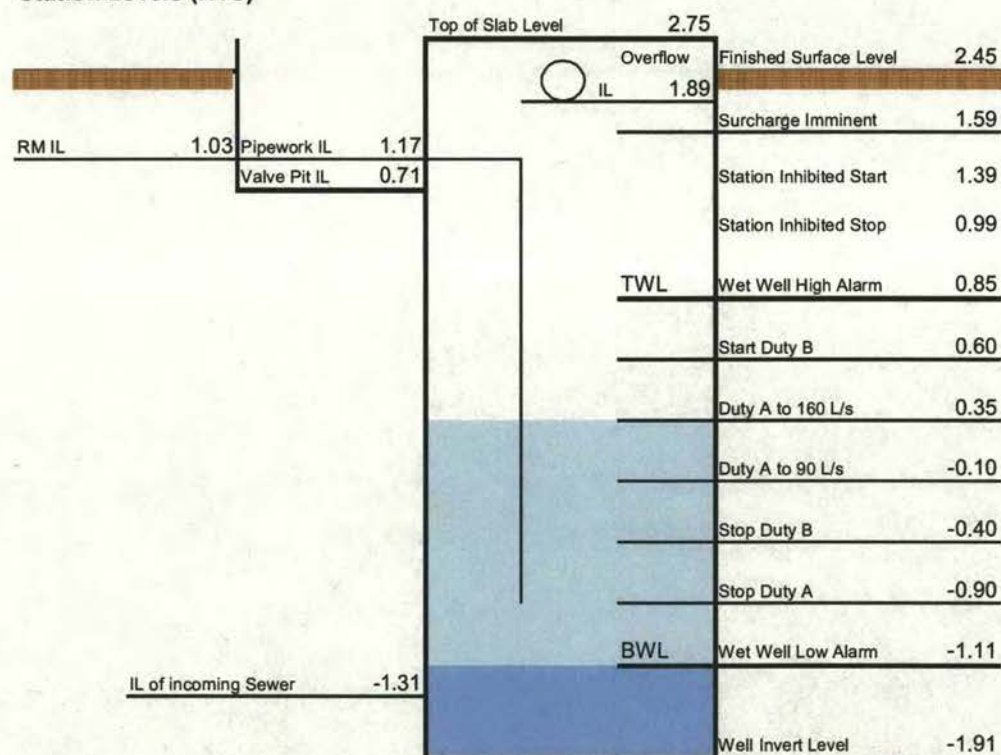 Top of Slab Level 2.75
Overflow
Finished Surface Level 2.45
IL 1.89
Surcharge Imminent 1.59
RM IL 1.03
Pipework IL 1.17
Valve Pit IL 0.71
Station Inhibited Start 1.39
Station Inhibited Stop 0.99
TWL
Wet Well High Alarm 0.85
Start Duty B 0.60
Duty A to 160 L/s 0.35
Duty A to 90 L/s -0.10
Stop Duty B -0.40
Stop Duty A -0.90
BWL
Wet Well Low Alarm -1.11
IL of incoming Sewer -1.31
Well Invert Level -1.91